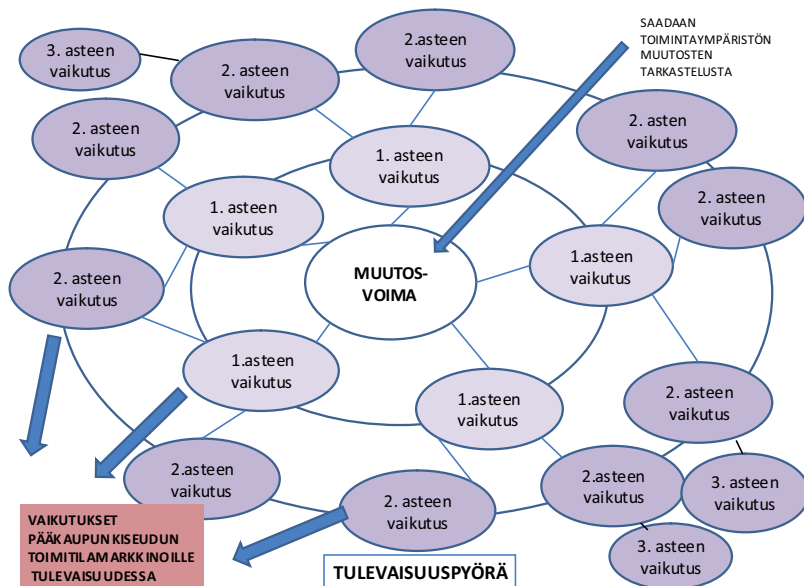 SAADAAN
TOIMINTAYMPÄRISTÖN
MUUTOSTEN
TARKASTELUSTA
3. asteen
vaikutus
2. asteen
vaikutus
2.asteen
vaikutus
2. asteen
vaikutus
2. asten
vaikutus
1. asteen
vaikutus
2. asteen
vaikutus
1. asteen
vaikutus
MUUTOS-
VOIMA
1.asteen
vaikutus
2. asteen
vaikutus
1.asteen
vaikutus
1.asteen
vaikutus
2. asteen
vaikutus
2.asteen
vaikutus
2. asteen
vaikutus
2.asteen
vaikutus
3. asteen
vaikutus
3. asteen
vaikutus
VAIKUTUKSET
PÄÄKAUPUNKISEUDUN
TOIMITILAMARKKINOILLE
TULEVAISUUDESSA
TULEVAISUUSPYÖRÄ